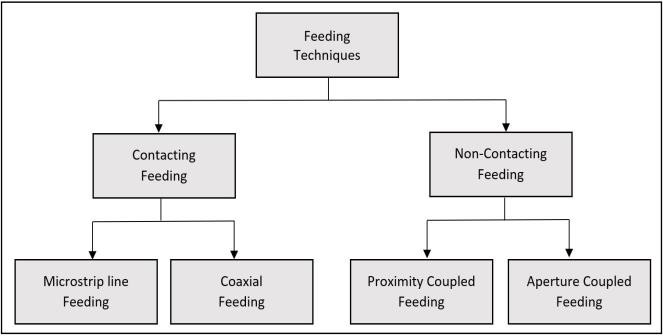 Feeding
Techniques
Contacting
Feeding
Non-Contacting
Feeding
Microstrip line
Feeding
Coaxial
Feeding
Proximity Coupled
Feeding
Aperture Coupled
Feeding